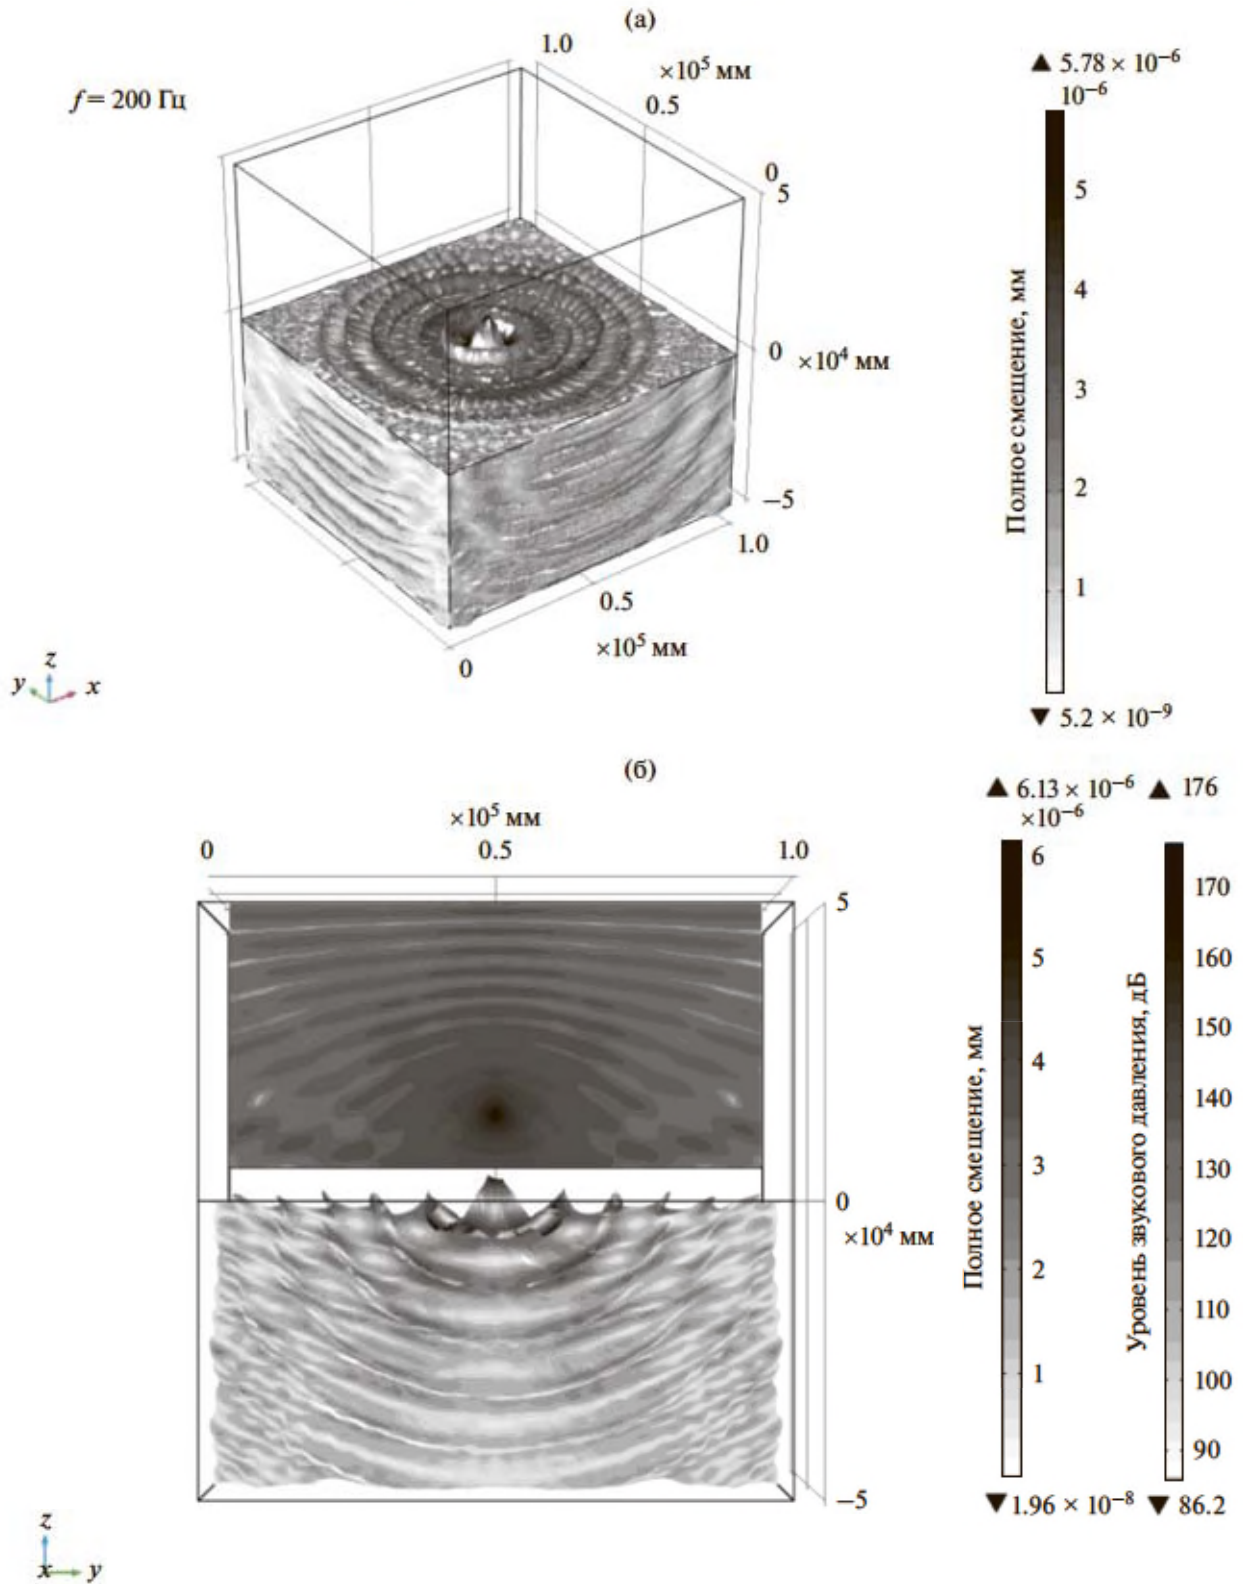 (а)
f = 200 Гц
1.0
×10⁵ мм
0.5
0
5
0
×10⁴ мм
−5
1.0
0.5
×10⁵ мм
0
z
y
x
▲ 5.78 × 10⁻⁶
10⁻⁶
5
4
3
2
1
Полное смещение, мм
▼ 5.2 × 10⁻⁹
(б)
×10⁵ мм
0 0.5 1.0
5
0
×10⁴ мм
−5
z
x y
▲ 6.13 × 10⁻⁶
×10⁻⁶
6
5
4
3
2
1
Полное смещение, мм
▼ 1.96 × 10⁻⁸
▲ 176
170
160
150
140
130
120
110
100
90
Уровень звукового давления, дБ
▼ 86.2